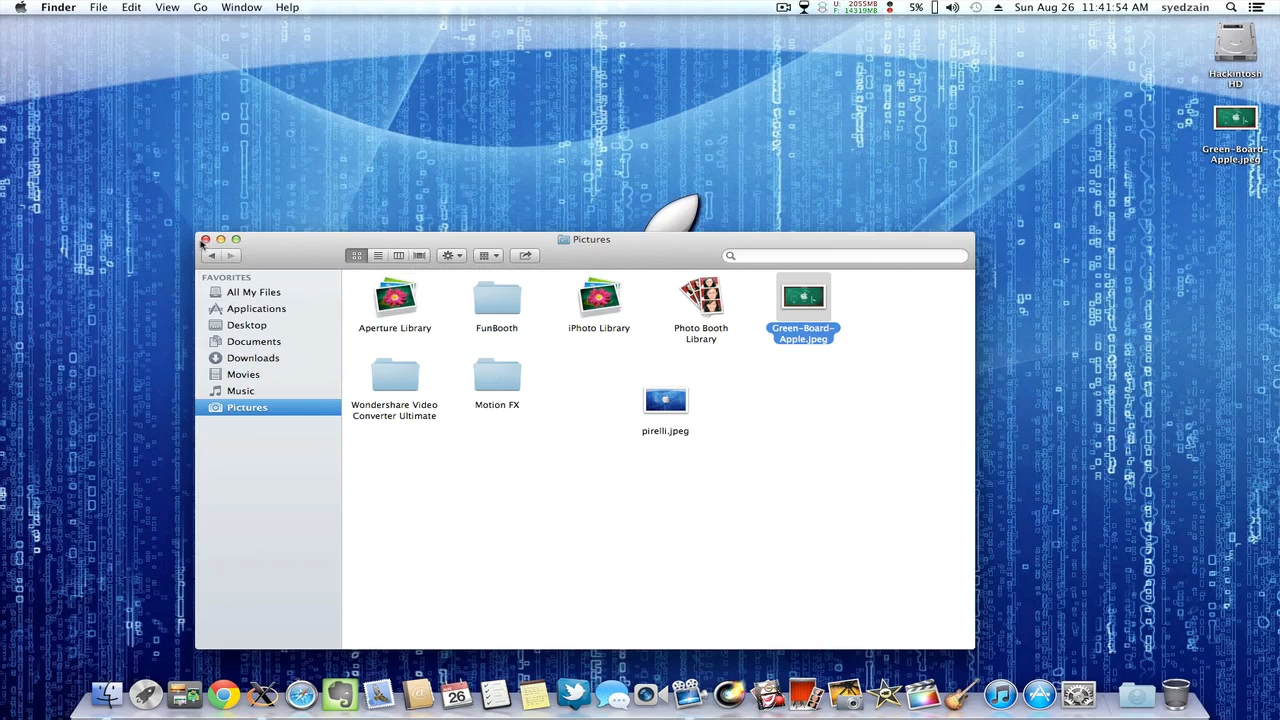 Finder File Edit View Go Window Help
U: 2055MB
F: 14319MB
5% Sun Aug 26 11:41:54 AM syedzain
Hackintosh
HD
Green-Board-
Apple.jpeg
Pictures
FAVORITES
All My Files
Applications
Desktop
Documents
Downloads
Movies
Music
Pictures
Aperture Library
FunBooth
iPhoto Library
Photo Booth
Library
Green-Board-
Apple.jpeg
Wondershare Video
Converter Ultimate
Motion FX
pirelli.jpeg
26